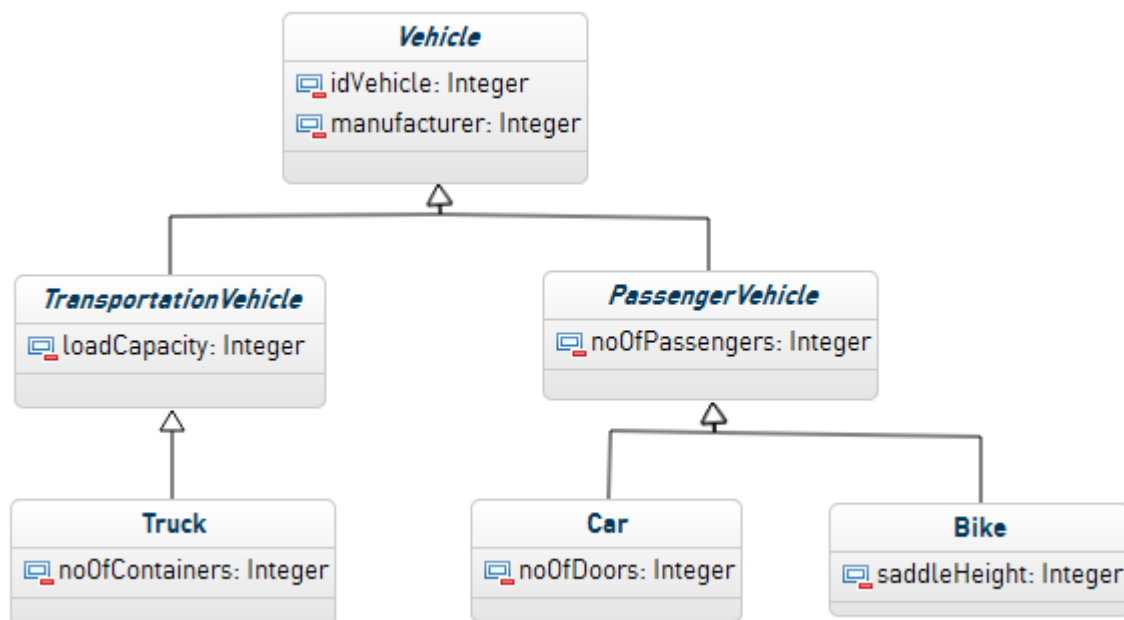 Vehicle
idVehicle: Integer
manufacturer: Integer
TransportationVehicle
loadCapacity: Integer
PassengerVehicle
noOfPassengers: Integer
Truck
noOfContainers: Integer
Car
noOfDoors: Integer
Bike
saddleHeight: Integer